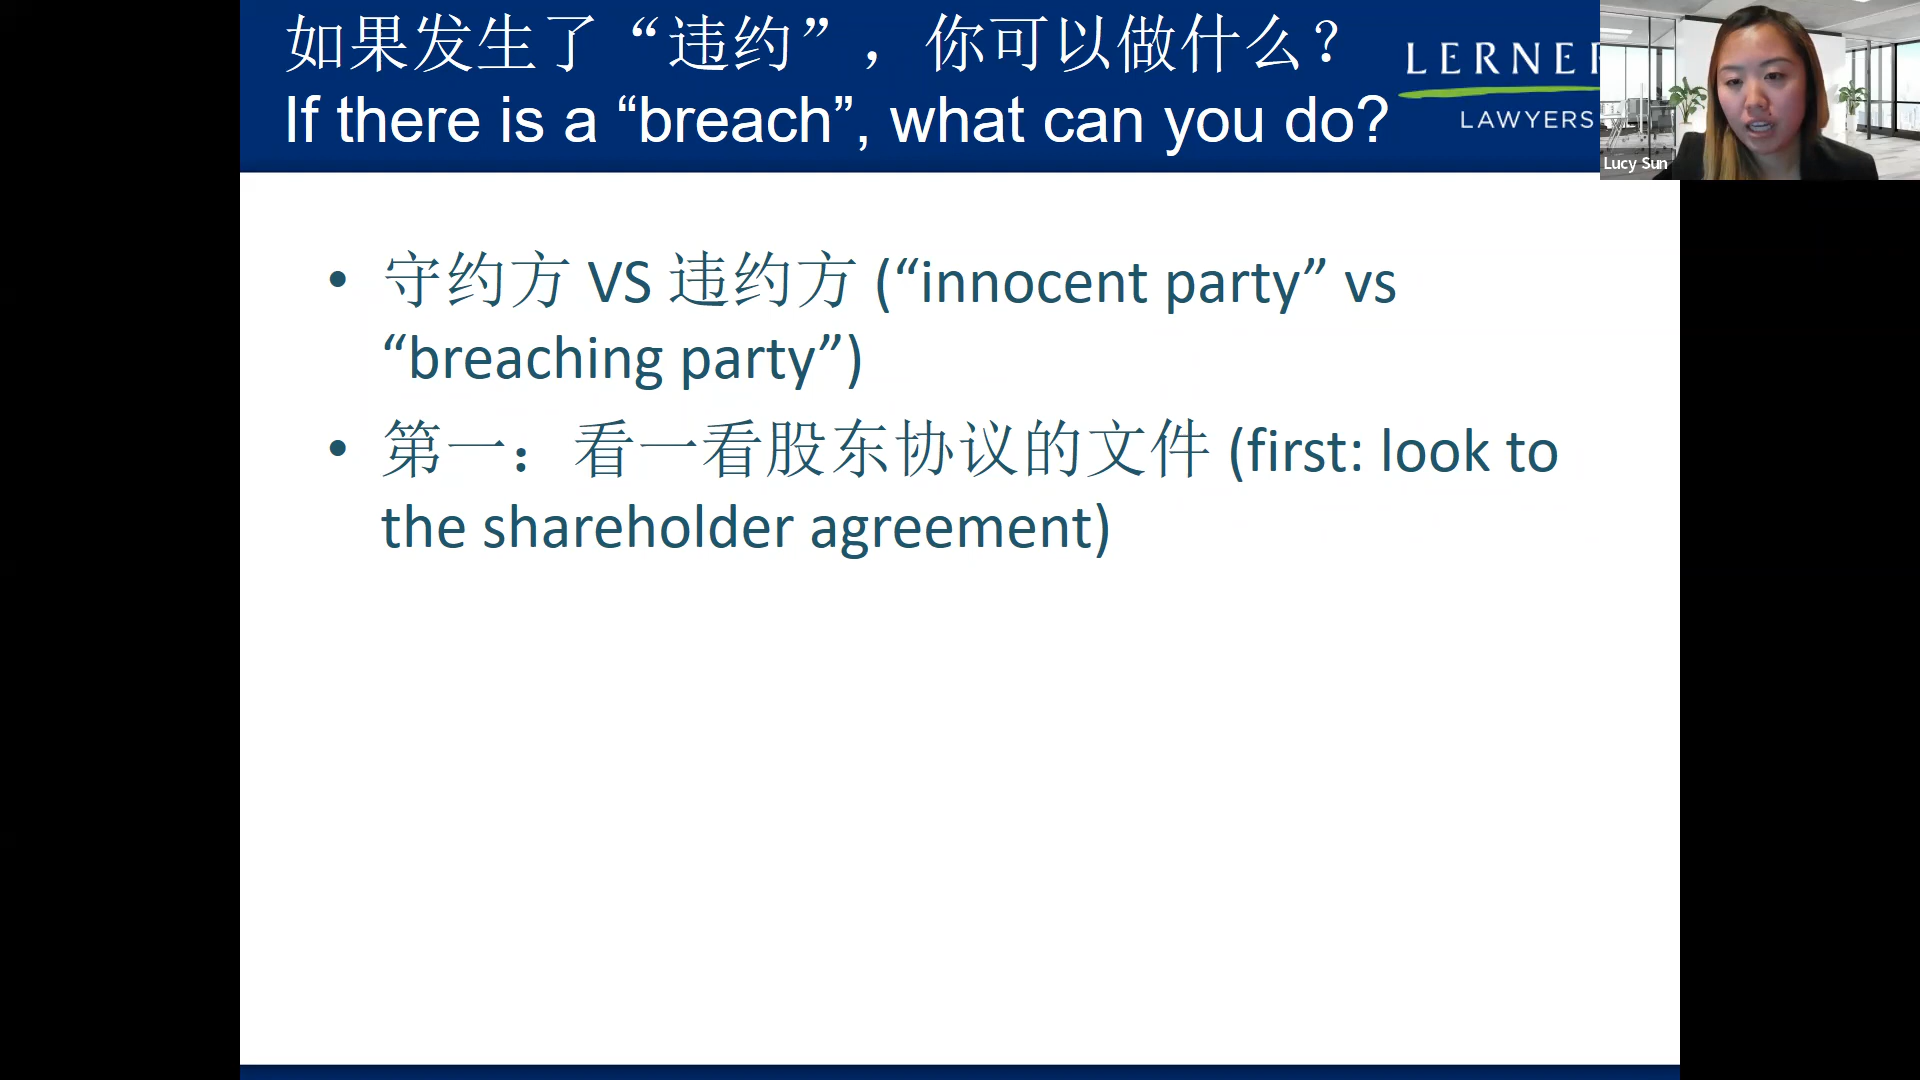 如果发生了“违约”，你可以做什么？
If there is a “breach”, what can you do?
LERNER
LAWYERS
Lucy Sun
• 守约方 VS 违约方 (“innocent party” vs
“breaching party”)
• 第一：看一看股东协议的文件 (first: look to
the shareholder agreement)